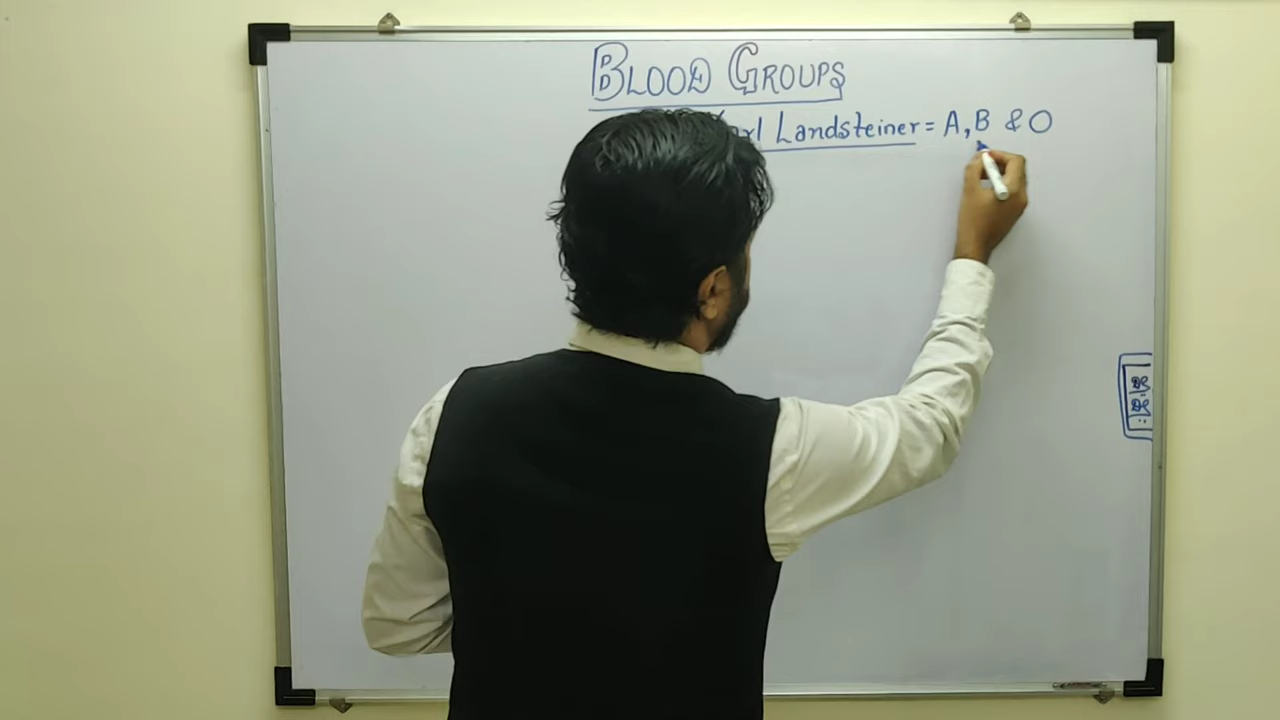 BLOOD GROUPS
Landsteiner = A, B & O